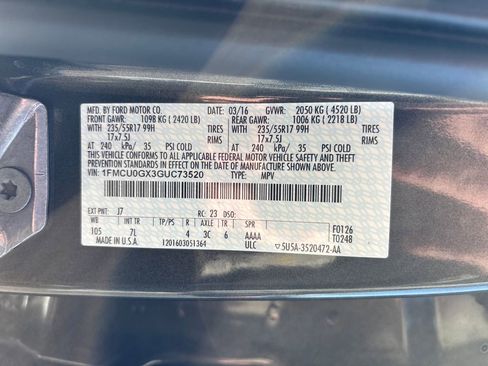 MFD. BY FORD MOTOR CO. DATE: 03/16 GVWR: 2050 KG ( 4520 LB)
FRONT GAWR: 1098 KG ( 2420 LB) REAR GAWR: 1006 KG ( 2218 LB)
WITH 235/55R17 99H TIRES WITH 235/55R17 99H TIRES
17x7.5J RIMS 17x7.5J RIMS
AT 240 kPa/ 35 PSI COLD AT 240 kPa/ 35 PSI COLD
THIS VEHICLE CONFORMS TO ALL APPLICABLE FEDERAL MOTOR VEHICLE SAFETY AND THEFT PREVENTION STANDARDS IN
EFFECT ON THE DATE OF MANUFACTURE SHOWN ABOVE.
VIN: 1FMCU0GX3GUC73520 TYPE: MPV
EXT PNT: J7 RC: 23 DSO: F0126
WB INT TR TP/PS R AXLE TR SPR T0248
105 7L 4 3C 6 AAAA
MADE IN U.S.A. 1201603051364 ULC 5U5A-3520472-AA